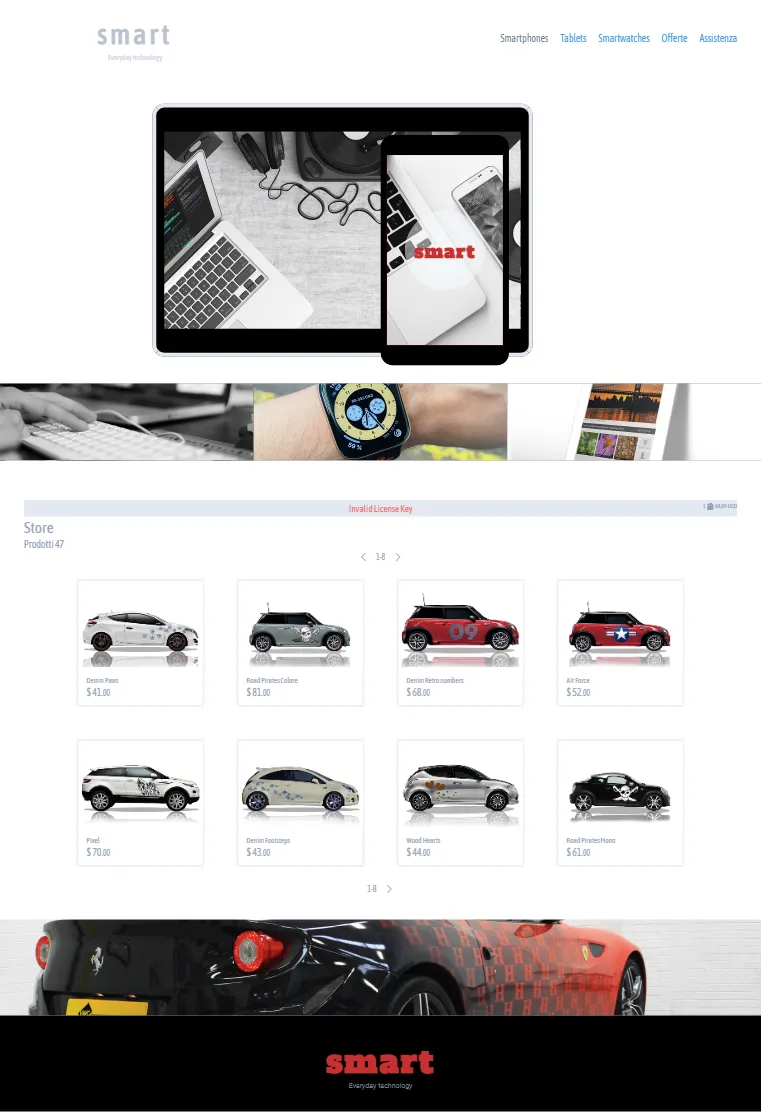 smart
Everyday technology
Smartphones Tablets Smartwatches Offerte Assistenza
smart
59 %
Invalid License Key
1 68,00 USD
Store
Prodotti 47
1-8
09
Demin Paws
$ 41.00
Road Pirates Colore
$ 81.00
Denim Retro numbers
$ 68.00
Air Force
$ 52.00
Pixel
$ 70.00
Denim Footsteps
$ 43.00
Wood Hearts
$ 44.00
Road Pirates Mono
$ 61.00
1-8
smart
Everyday technology